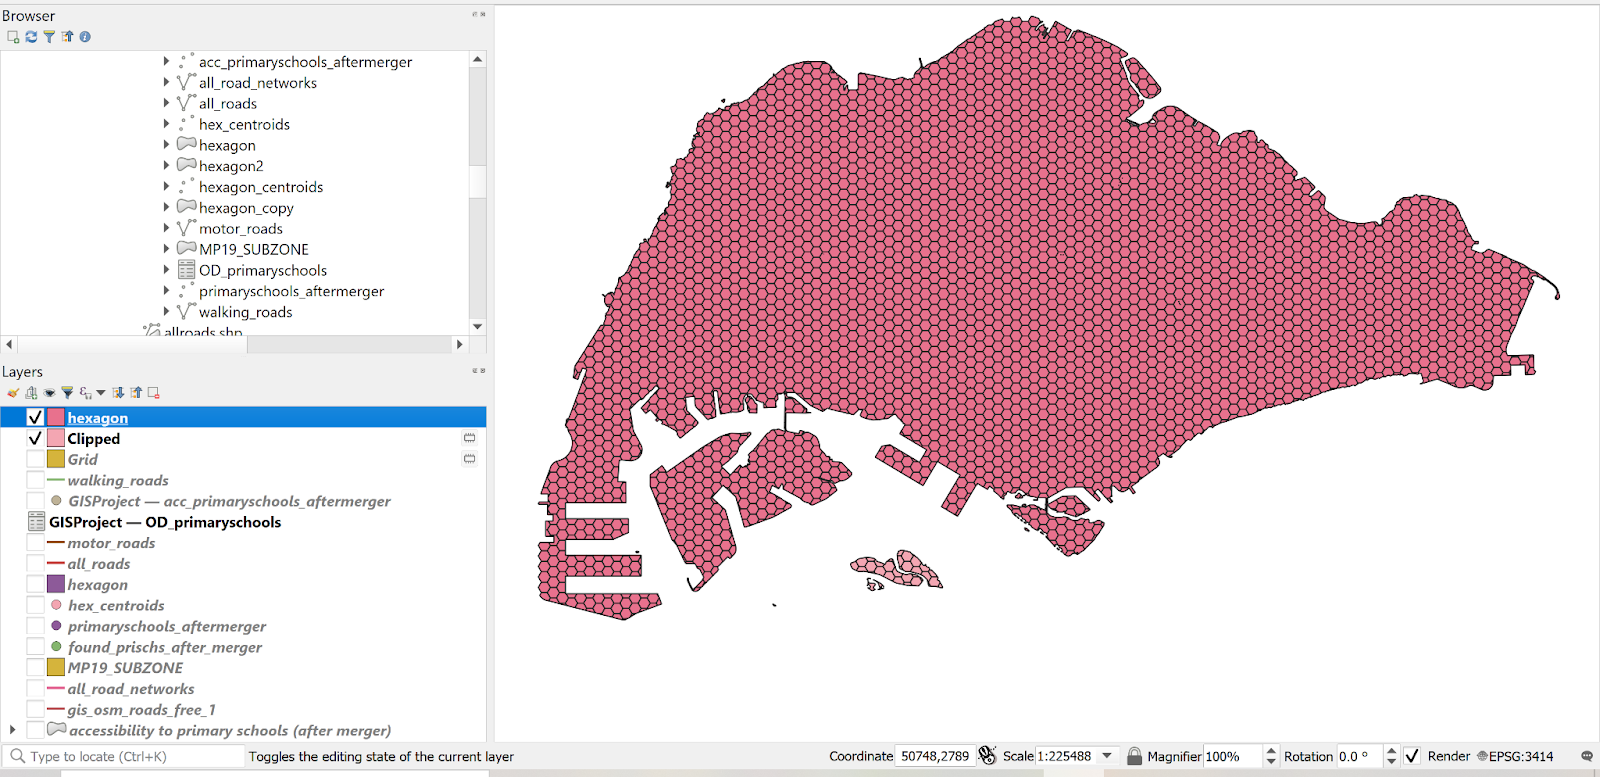 Browser
acc_primaryschools_aftermerger
all_road_networks
all_roads
hex_centroids
hexagon
hexagon2
hexagon_centroids
hexagon_copy
motor_roads
MP19_SUBZONE
OD_primaryschools
primaryschools_aftermerger
walking_roads
allroads.shp
Layers
hexagon
Clipped
Grid
walking_roads
GISProject — acc_primaryschools_aftermerger
GISProject — OD_primaryschools
motor_roads
all_roads
hexagon
hex_centroids
primaryschools_aftermerger
found_prischs_after_merger
MP19_SUBZONE
all_road_networks
gis_osm_roads_free_1
accessibility to primary schools (after merger)
Type to locate (Ctrl+K) Toggles the editing state of the current layer Coordinate 50748,2789 Scale 1:225488 Magnifier 100% Rotation 0.0 ° Render EPSG:3414